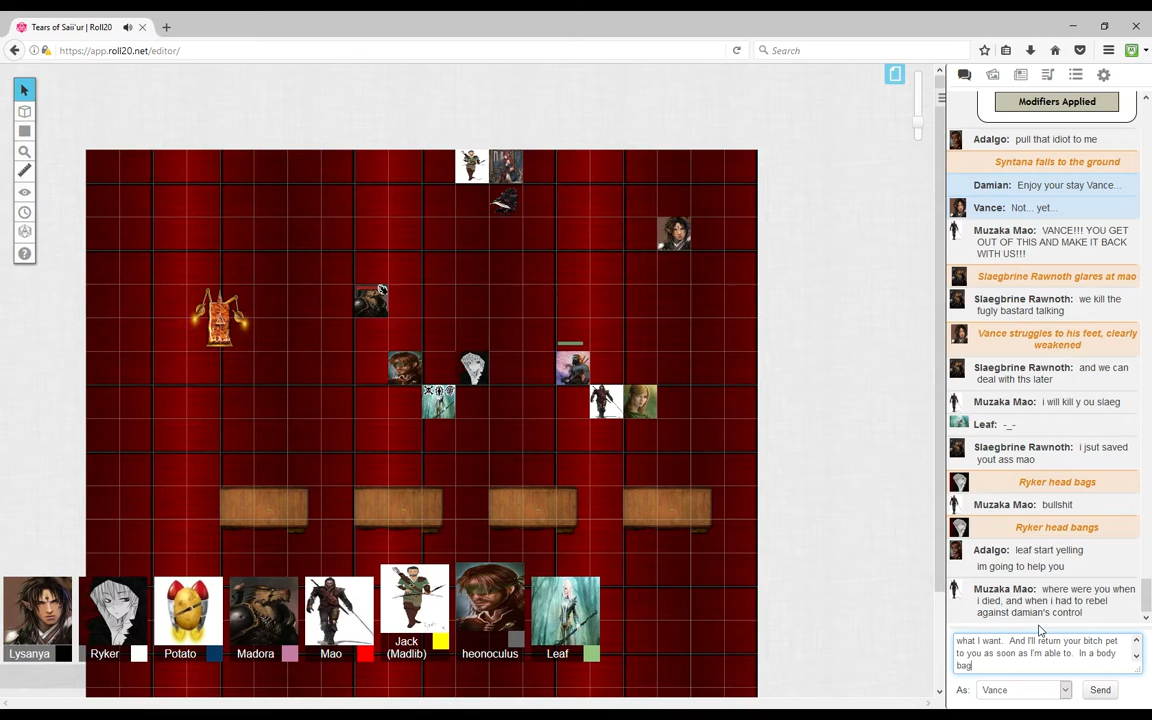 Tears of Saii'ur | Roll20
https://app.roll20.net/editor/
Search
Modifiers Applied
Adalgo: pull that idiot to me
Syntana falls to the ground
Damian: Enjoy your stay Vance...
Vance: Not... yet...
Muzaka Mao: VANCE!!! YOU GET
OUT OF THIS AND MAKE IT BACK
WITH US!!!
Slaegbrine Rawnoth glares at mao
Slaegbrine Rawnoth: we kill the
fugly bastard talking
Vance struggles to his feet, clearly
weakened
Slaegbrine Rawnoth: and we can
deal with ths later
Muzaka Mao: i will kill y ou slaeg
Leaf: -_-
Slaegbrine Rawnoth: i jsut saved
yout ass mao
Ryker head bags
Muzaka Mao: bullshit
Ryker head bangs
Adalgo: leaf start yelling
im going to help you
Muzaka Mao: where were you when
i died, and when i had to rebel
against damian's control
what I want. And I'll return your bitch pet
to you as soon as I'm able to. In a body
bag
As: Vance Send
Lysanya
Ryker
Potato
Madora
Mao
Jack
(Madlib)
heonoculus
Leaf